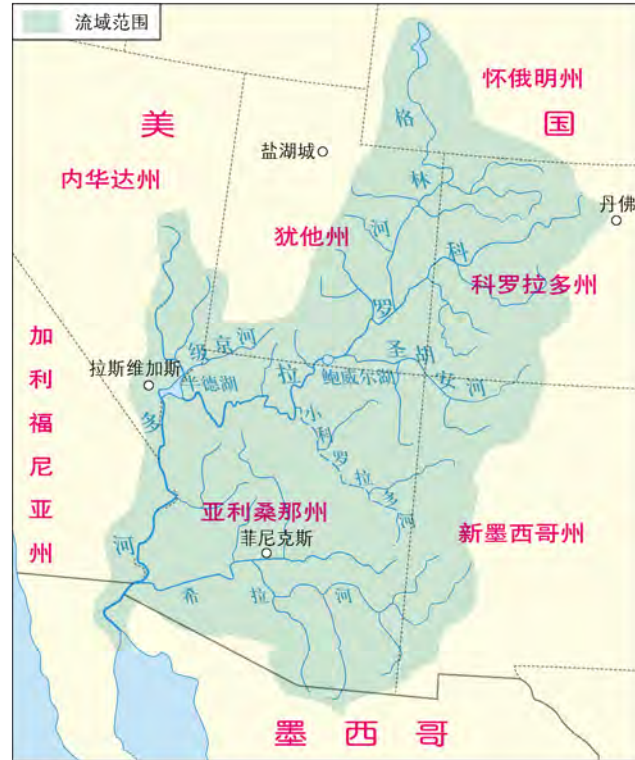 流域范围
怀俄明州
美国
盐湖城
内华达州
格林河
丹佛
犹他州
科罗拉多州
科罗拉多河
级京河
圣胡安河
加利福尼亚州
拉斯维加斯
半德湖
鲍威尔湖
小科罗拉多河
亚利桑那州
新墨西哥州
菲尼克斯
希拉河
墨西哥